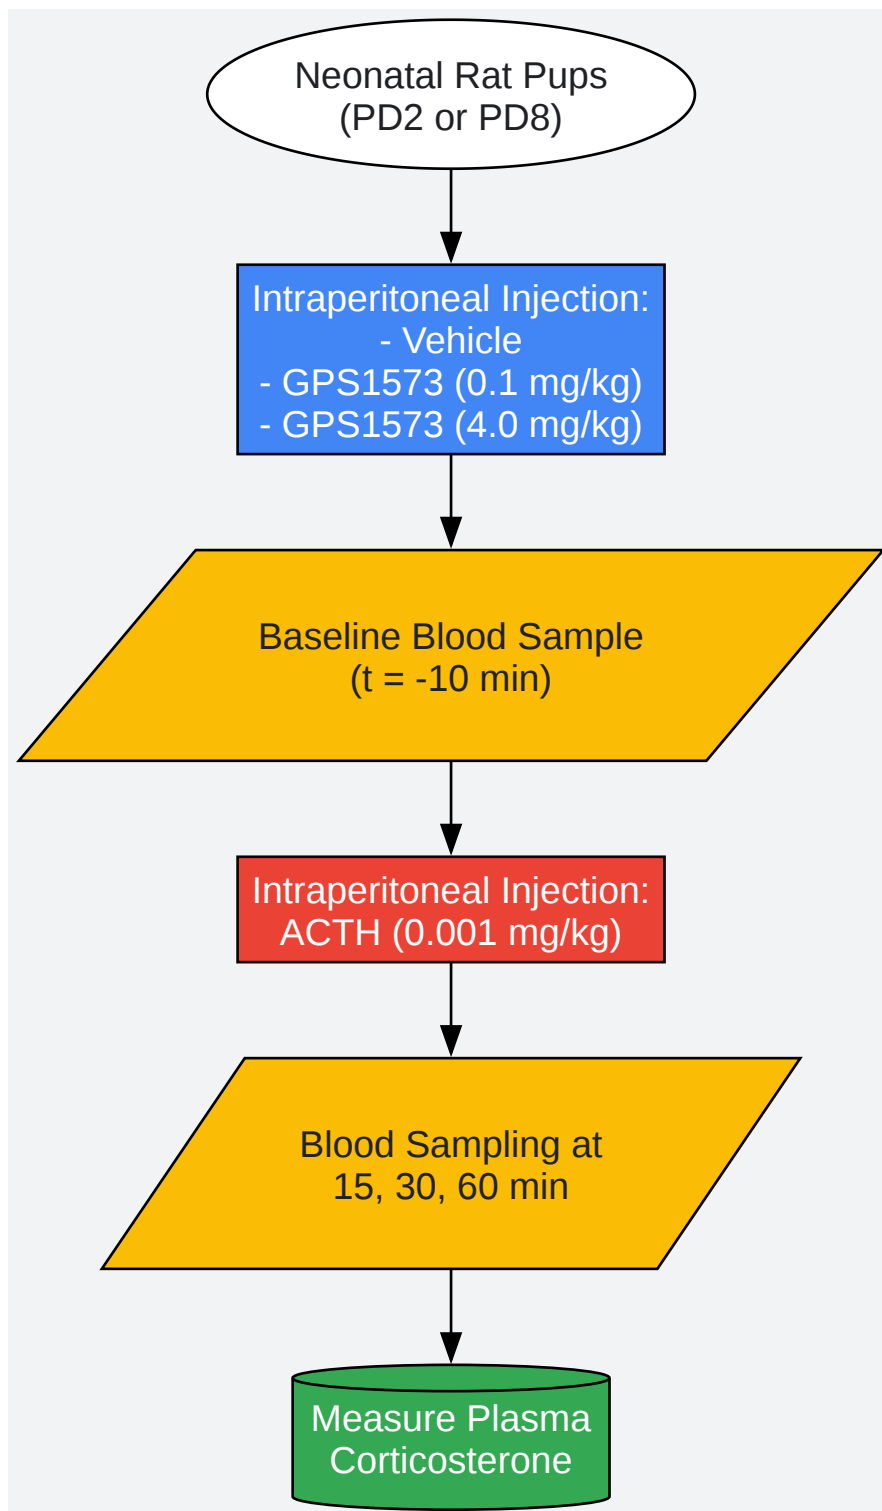 Neonatal Rat Pups
(PD2 or PD8)
Intraperitoneal Injection:
- Vehicle
- GPS1573 (0.1 mg/kg)
- GPS1573 (4.0 mg/kg)
Baseline Blood Sample
(t = -10 min)
Intraperitoneal Injection:
ACTH (0.001 mg/kg)
Blood Sampling at
15, 30, 60 min
Measure Plasma
Corticosterone